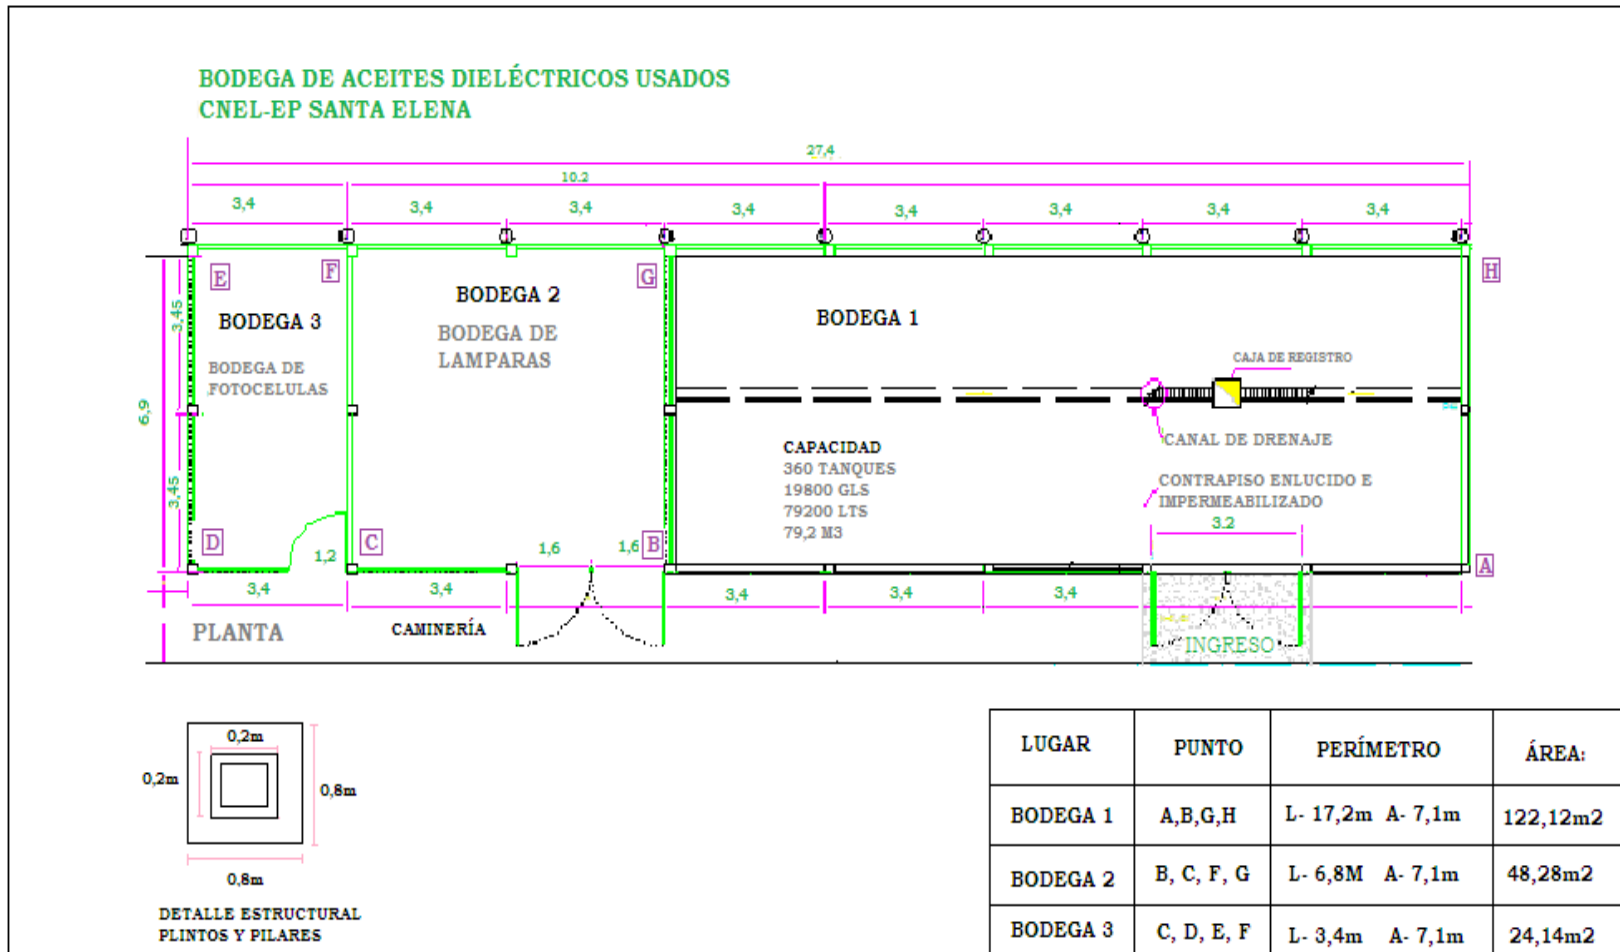 BODEGA DE ACEITES DIELÉCTRICOS USADOS
CNEL-EP SANTA ELENA
27,4
10.2
3,4
3,4
3,4
3,4
3,4
3,4
3,4
3,4
E
F
G
H
BODEGA 3
BODEGA DE
FOTOCELULAS
BODEGA 2
BODEGA DE
LAMPARAS
BODEGA 1
CAJA DE REGISTRO
CANAL DE DRENAJE
CAPACIDAD
360 TANQUES
19800 GLS
79200 LTS
79,2 M3
CONTRAPISO ENLUCIDO E
IMPERMEABILIZADO
3.2
3,45
6,9
3,45
D
1,2
C
1,6
1,6
B
A
3,4
3,4
3,4
3,4
3,4
PLANTA
CAMINERÍA
INGRESO
0,2m
0,2m
0,8m
0,8m
DETALLE ESTRUCTURAL
PLINTOS Y PILARES
LUGAR PUNTO PERÍMETRO ÁREA:
BODEGA 1 A,B,G,H L- 17,2m A- 7,1m 122,12m2
BODEGA 2 B, C, F, G L- 6,8M A- 7,1m 48,28m2
BODEGA 3 C, D, E, F L- 3,4m A- 7,1m 24,14m2